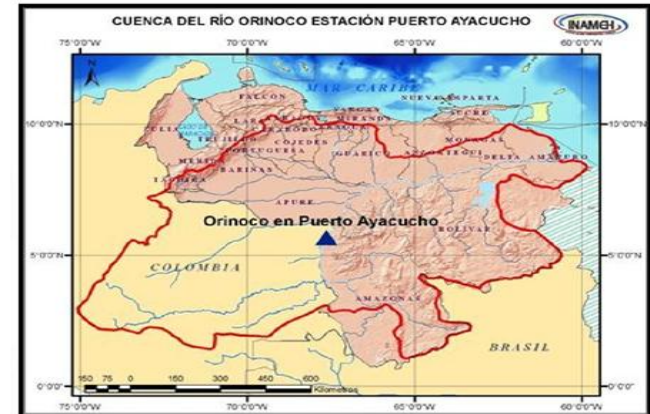 CUENCA DEL RÍO ORINOCO ESTACIÓN PUERTO AYACUCHO
INAMEH
75°0'0"W 70°0'0"W 65°0'0"W 60°0'0"W
N
MAR CARIBE
FALCON
NUEVA ESPARTA
VARGAS
SUCRE
MIRANDA
10°0'0"N 10°0'0"N
LARA
CARABOBO
ARAGUA
MONAGAS
TRUJILLO
COJEDES
PORTUGUESA
GUARICO
ANZOATEGUI
DELTA AMACURO
MERIDA
BARINAS
TACHIRA
APURE
Orinoco en Puerto Ayacucho
BOLIVAR
5°0'0"N 5°0'0"N
COLOMBIA
AMAZONAS
BRASIL
150 75 0 150 300 450 600
Kilometros
0°0'0" 0°0'0"
75°0'0"W 70°0'0"W 65°0'0"W 60°0'0"W